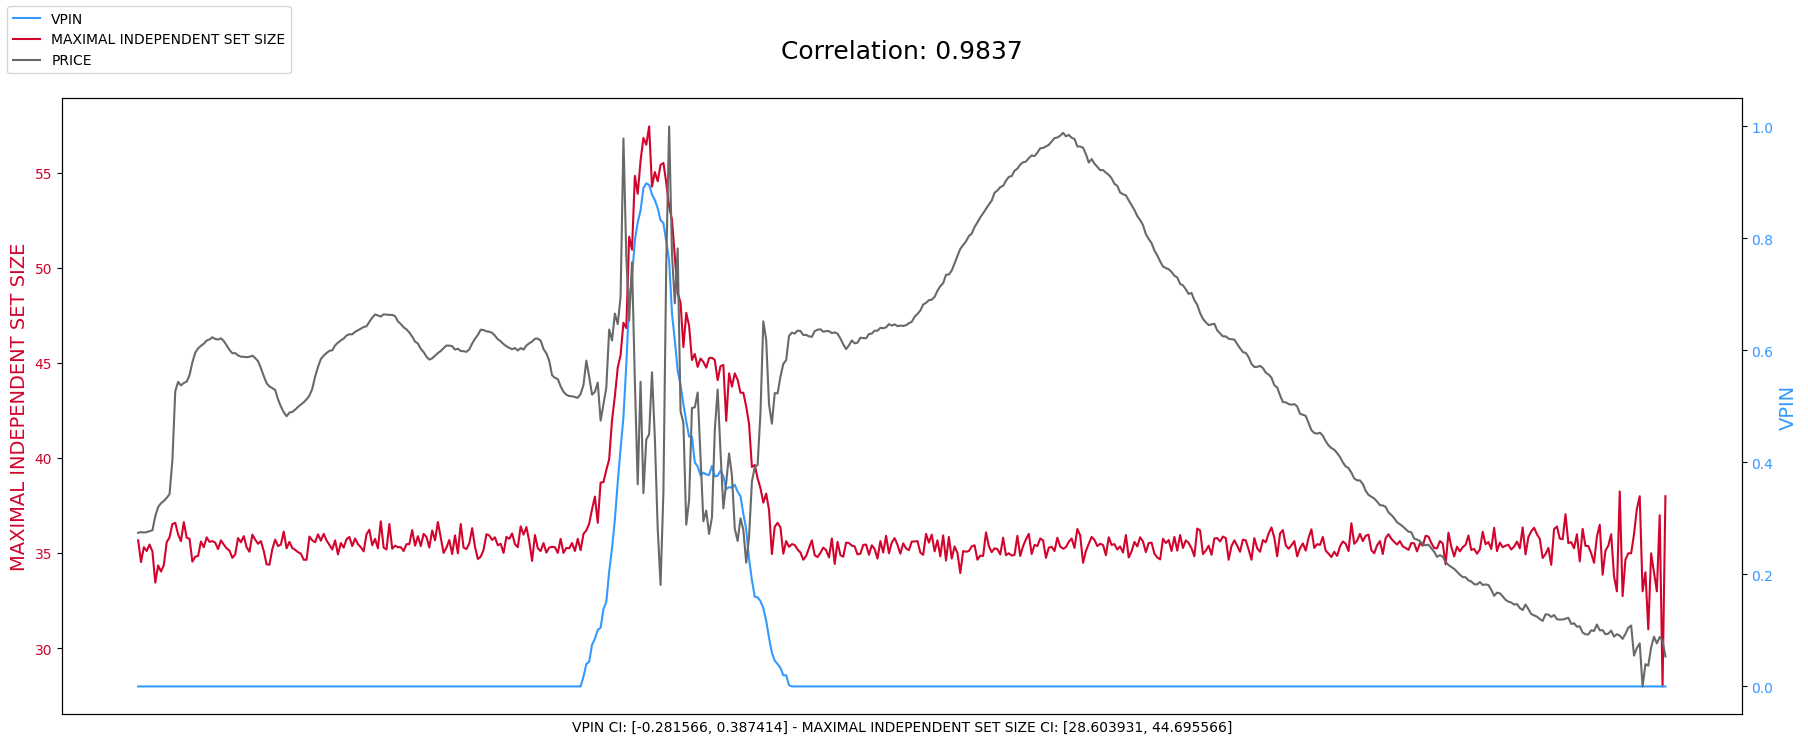 VPIN
MAXIMAL INDEPENDENT SET SIZE
PRICE
Correlation: 0.9837
MAXIMAL INDEPENDENT SET SIZE
55
50
45
40
35
30
1.0
0.8
0.6
0.4
0.2
0.0
VPIN
VPIN CI: [-0.281566, 0.387414] - MAXIMAL INDEPENDENT SET SIZE CI: [28.603931, 44.695566]